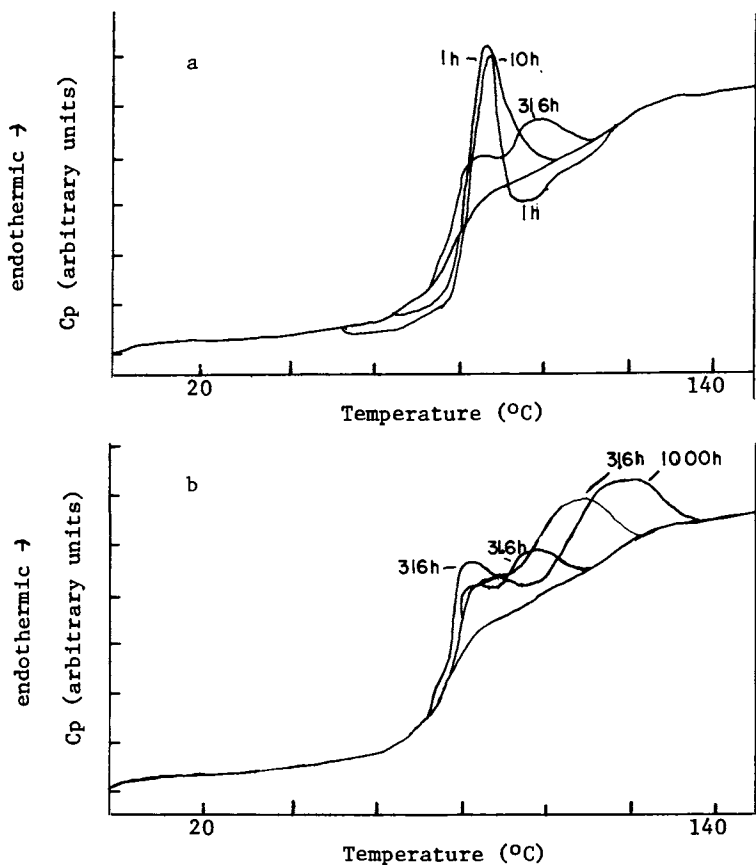 a
1h
10h
316h
1h
endothermic →
Cp (arbitrary units)
20
140
Temperature (°C)
b
316h
1000h
316h
316h
endothermic →
Cp (arbitrary units)
20
140
Temperature (°C)